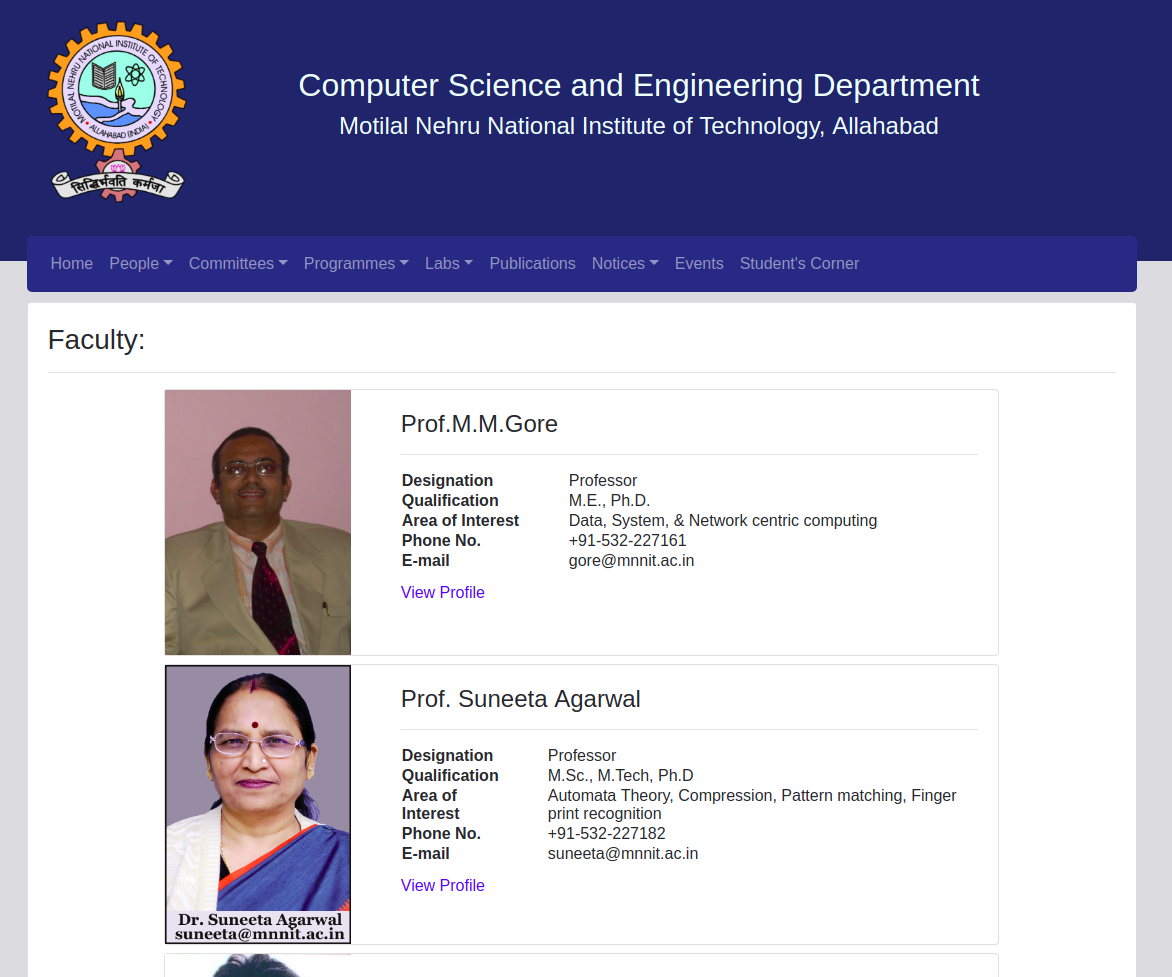 MOTILAL NEHRU NATIONAL INSTITUTE OF TECHNOLOGY
ALLAHABAD (INDIA)
सिद्धिर्भवति कर्मजा
Computer Science and Engineering Department
Motilal Nehru National Institute of Technology, Allahabad
Home People Committees Programmes Labs Publications Notices Events Student's Corner
Faculty:
Prof.M.M.Gore
Designation Professor
Qualification M.E., Ph.D.
Area of Interest Data, System, & Network centric computing
Phone No. +91-532-227161
E-mail gore@mnnit.ac.in
View Profile
Prof. Suneeta Agarwal
Designation Professor
Qualification M.Sc., M.Tech, Ph.D
Area of Interest Automata Theory, Compression, Pattern matching, Finger
print recognition
Phone No. +91-532-227182
E-mail suneeta@mnnit.ac.in
View Profile
Dr. Suneeta Agarwal
suneeta@mnnit.ac.in